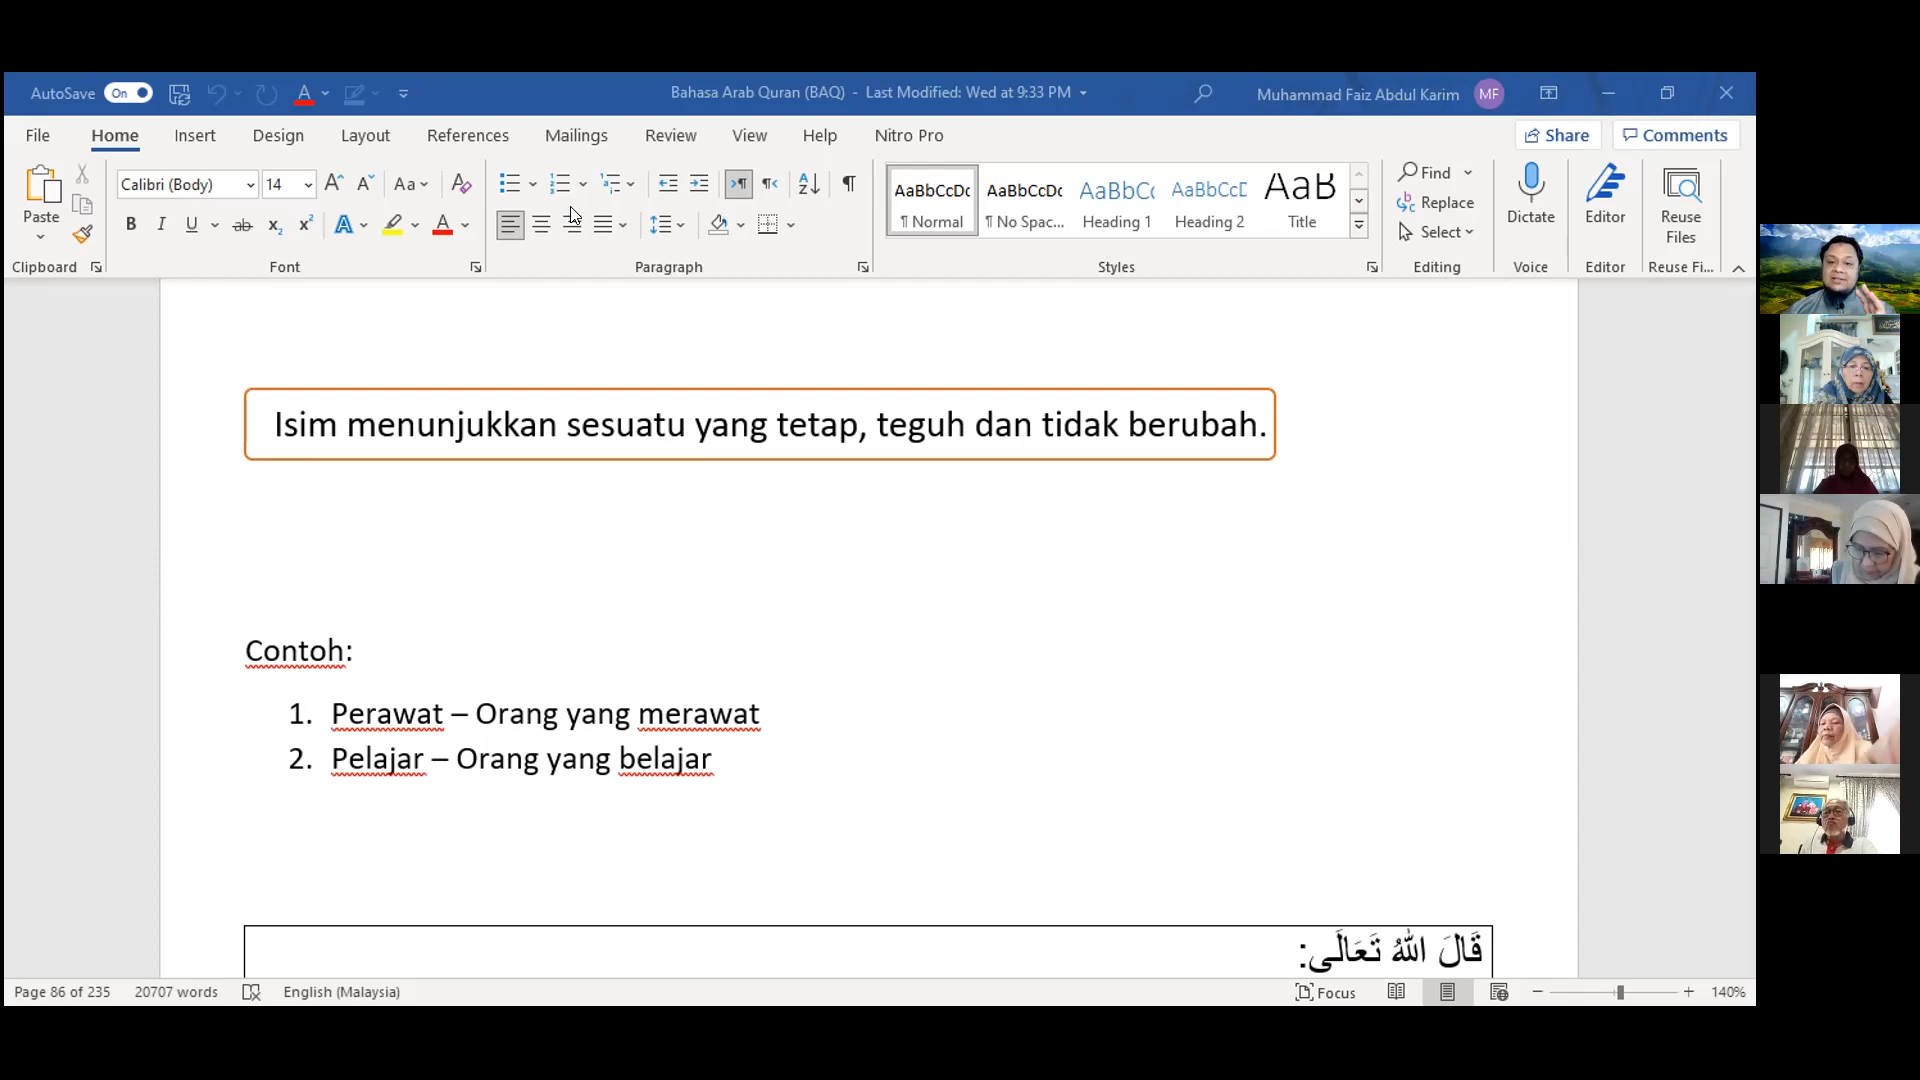 AutoSave On Bahasa Arab Quran (BAQ) - Last Modified: Wed at 9:33 PM Muhammad Faiz Abdul Karim MF
File Home Insert Design Layout References Mailings Review View Help Nitro Pro Share Comments
Paste Calibri (Body) 14 Aa AaBbCcDc AaBbCcDc AaBbCc AaBbCcD AaB Find Replace Select Dictate Editor Reuse Files
¶ Normal ¶ No Spac... Heading 1 Heading 2 Title
Clipboard Font Paragraph Styles Editing Voice Editor Reuse Fi...
Isim menunjukkan sesuatu yang tetap, teguh dan tidak berubah.
Contoh:
1. Perawat – Orang yang merawat
2. Pelajar – Orang yang belajar
قَالَ اللهُ تَعَالَى:
Page 86 of 235 20707 words English (Malaysia) Focus 140%